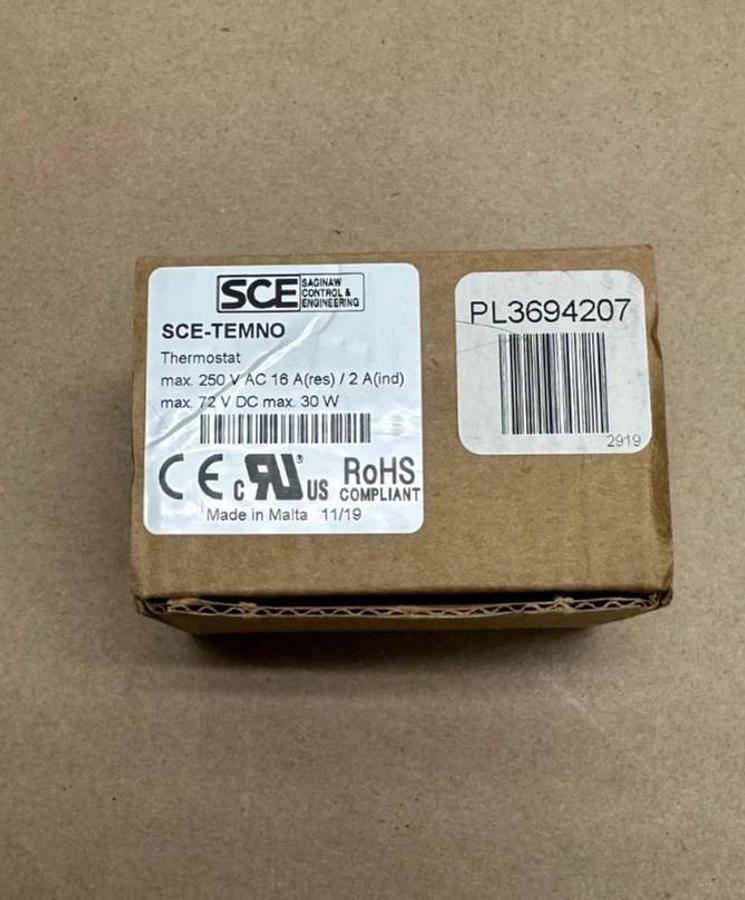 SCE SAGINAW
CONTROL &
ENGINEERING
SCE-TEMNO
Thermostat
max. 250 V AC 16 A(res) / 2 A(ind)
max. 72 V DC max. 30 W
CE c RU ® US RoHS
COMPLIANT
Made in Malta 11/19
PL3694207
2919